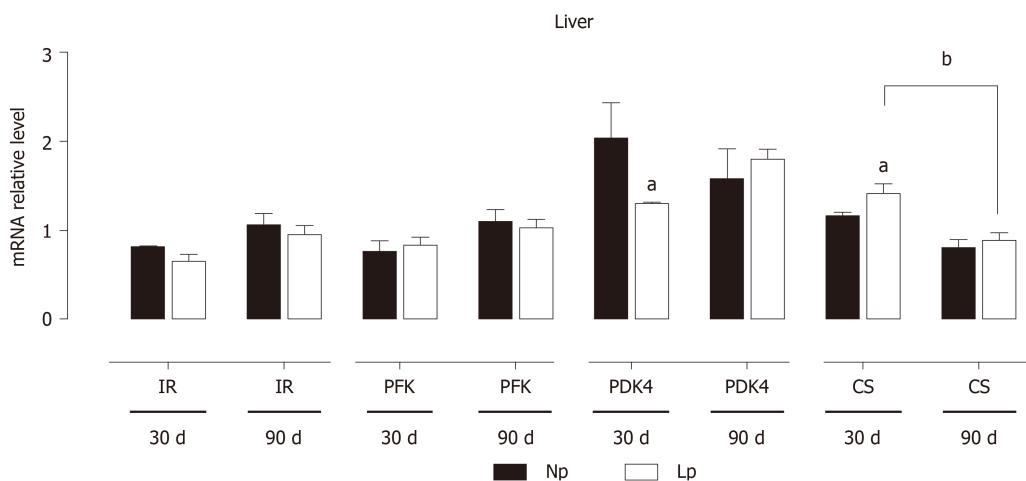 Liver
mRNA relative level
3
2
1
0
b
a
a
IR IR PFK PFK PDK4 PDK4 CS CS
30 d 90 d 30 d 90 d 30 d 90 d 30 d 90 d
Np Lp